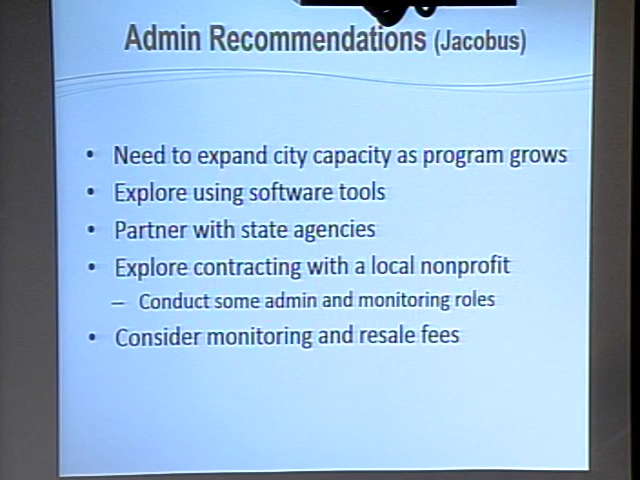 Admin Recommendations (Jacobus)
• Need to expand city capacity as program grows
• Explore using software tools
• Partner with state agencies
• Explore contracting with a local nonprofit
– Conduct some admin and monitoring roles
• Consider monitoring and resale fees